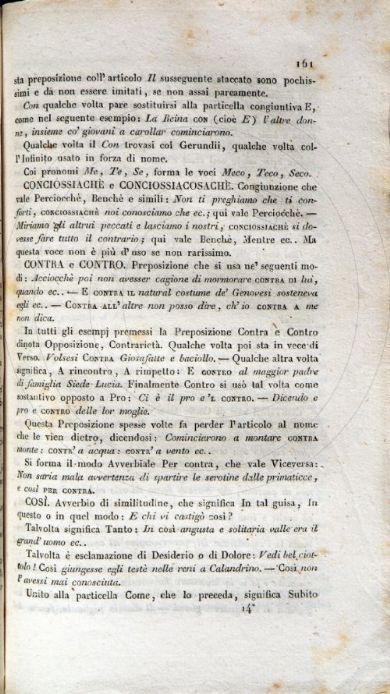 161
sta preposizione coll' articolo Il susseguente staccato sono pochis-
simi e da non essere imitati, se non assai parcamente.
Con qualche volta pare sostituirsi alla particella congiuntiva E,
come nel seguente esempio: La Reina CON (cioè E) l'altre don-
ne, insieme co' giovani a carollar cominciarono.
Qualche volta il Con trovasi col Gerundii, qualche volta col-
l'Infinito usato in forza di nome.
Coi pronomi Me, Te, Se, forma le voci Meco, Teco, Seco.
CONCIOSSIACHÈ e CONCIOSSIACOSACHÈ. Congiunzione che
vale Perciocchè, Benchè e simili: Non ti preghiamo che ti con-
forti, CONCIOSSIACHÈ noi conosciamo che ec.; qui vale Perciocchè. —
Miriamo gli altrui peccati e lasciamo i nostri, CONCIOSSIACHÈ si do-
vesse fare tutto il contrario; qui vale Benchè, Mentre ec.. Ma
questa voce non è più d' uso se non rarissimo.
CONTRA e CONTRO. Preposizione che si usa ne' seguenti mo-
di: Acciocchè poi non avesser cagione di mormorare CONTRA DI lui,
quando ec.. — E CONTRA IL natural costume de' Genovesi sosteneva
egli ec.. — CONTRA ALL' altre non posso dire, ch' io CONTRA A me
non dica.
In tutti gli esempj premessi la Preposizione Contra e Contro
dinota Opposizione, Contrarietà. Qualche volta poi sta in vece di
Verso. Volsesi CONTRA Giosafatte e baciollo. — Qualche altra volta
significa, A rincontro, A rimpetto: E CONTRO al maggior padre
di famiglia Siede Lucia. Finalmente Contro si usò tal volta come
sostantivo opposto a Pro: Ci è il pro e 'L CONTRO. — Dicendo e
pro e CONTRO delle lor moglie.
Questa Preposizione spesse volte fa perder l'articolo al nome
che le vien dietro, dicendosi: Cominciarono a montare CONTRA
monte: CONTR' a acqua: CONTR' a vento ec..
Si forma il modo Avverbiale Per contra, che vale Viceversa:
Non saria mala avvertenza di spartire le serotine dalle primaticce,
e così PER CONTRA.
COSÌ. Avverbio di similitudine, che significa In tal guisa, In
questo o in quel modo: E chi vi castigò COSÌ?
Talvolta significa Tanto: In COSÌ angusta e solitaria valle era il
grand' uomo ec..
Talvolta è esclamazione di Desiderio o di Dolore: Vedi bel ciot-
tolo! COSÌ giungesse egli testè nelle reni a Calandrino. — COSÌ non
l' avessi mai conosciuta.
Unito alla particella Come, che lo preceda, significa Subito
14*